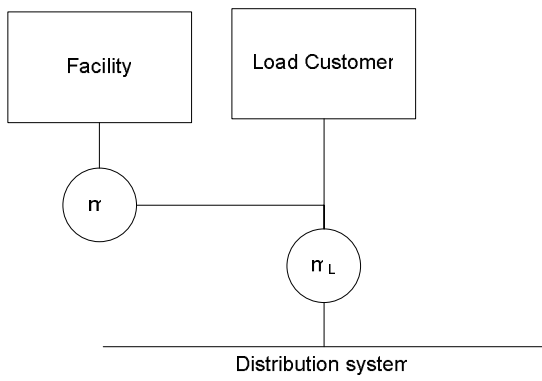 Facility
Load Customer
m
m L
Distribution system